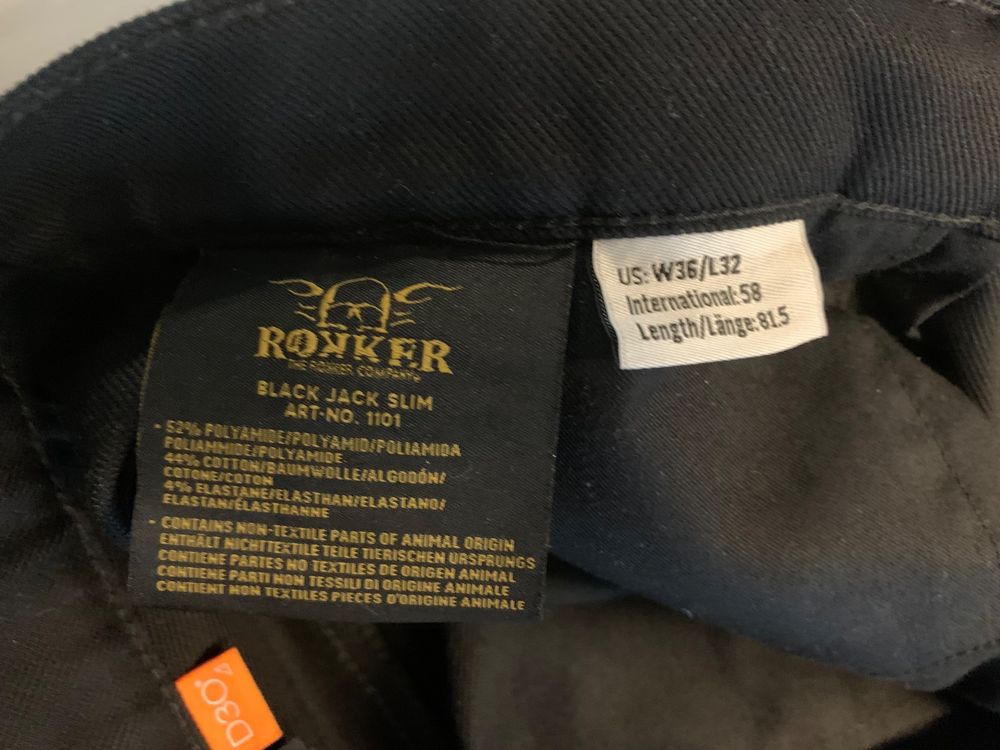 ROKKER
THE ROKKER COMPANY®
BLACK JACK SLIM
ART-NO. 1101
- 52% POLYAMIDE/POLYAMID/POLIAMIDA
POLIAMMIDE/POLYAMIDE
44% COTTON/BAUMWOLLE/ALGODÓN/
COTONE/COTON
4% ELASTANE/ELASTHAN/ELASTANO/
ELASTAN/ÉLASTHANNE
- CONTAINS NON-TEXTILE PARTS OF ANIMAL ORIGIN
ENTHÄLT NICHTTEXTILE TEILE TIERISCHEN URSPRUNGS
CONTIENE PARTES NO TEXTILES DE ORIGEN ANIMAL
CONTIENE PARTI NON TESSILI DI ORIGINE ANIMALE
CONTIENT NON TEXTILES PIECES D'ORIGINE ANIMALE
US: W36/L32
International: 58
Length/Länge: 81.5
D3O